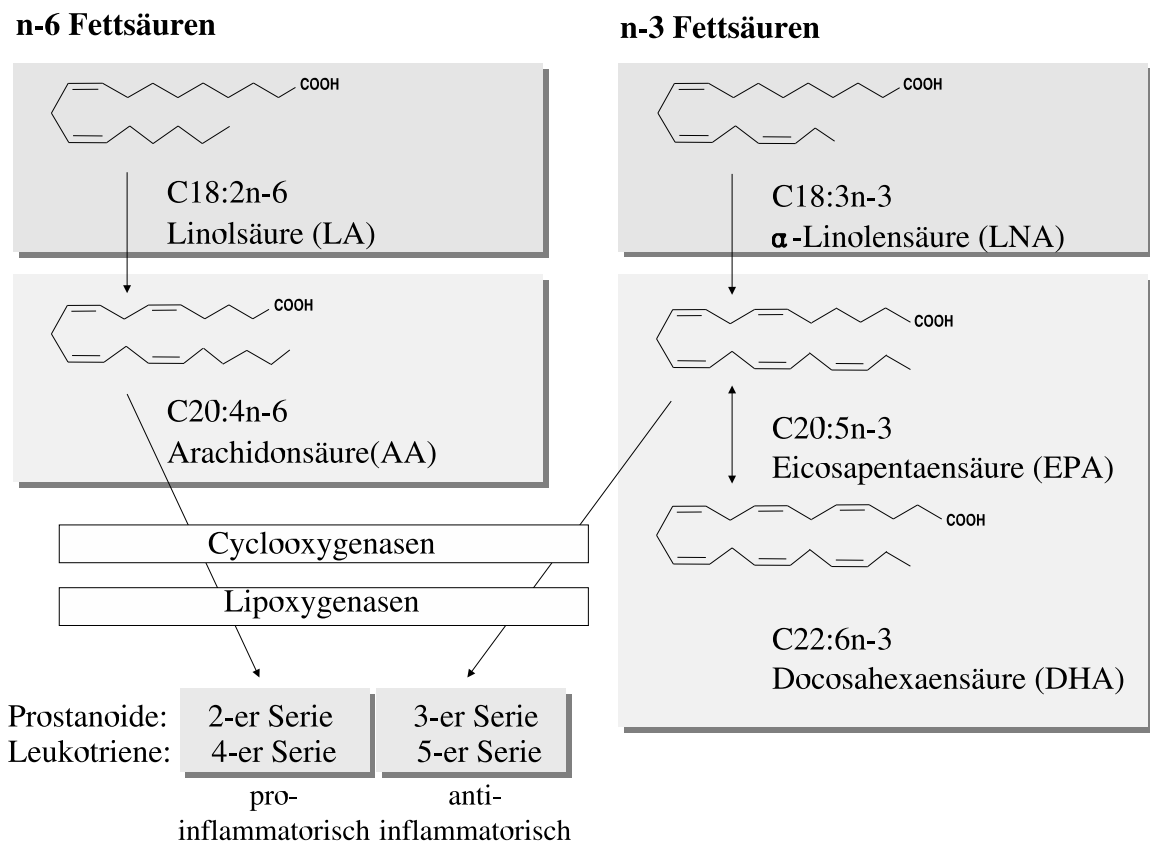 n-6 Fettsäuren
COOH
C18:2n-6
Linolsäure (LA)
COOH
C20:4n-6
Arachidonsäure(AA)
n-3 Fettsäuren
COOH
C18:3n-3
α-Linolensäure (LNA)
COOH
C20:5n-3
Eicosapentaensäure (EPA)
COOH
C22:6n-3
Docosahexaensäure (DHA)
Cyclooxygenasen
Lipoxygenasen
Prostanoide: 2-er Serie 3-er Serie
Leukotriene: 4-er Serie 5-er Serie
pro- anti-
inflammatorisch inflammatorisch